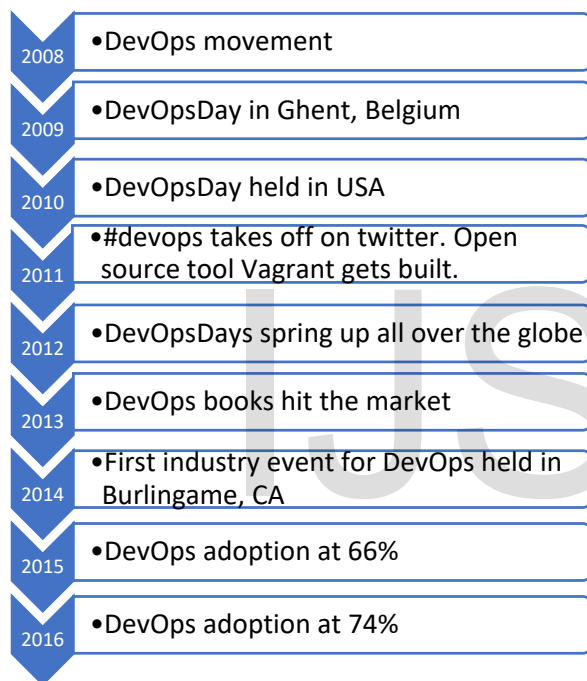 2008
•DevOps movement
2009
•DevOpsDay in Ghent, Belgium
2010
•DevOpsDay held in USA
2011
•#devops takes off on twitter. Open
source tool Vagrant gets built.
2012
•DevOpsDays spring up all over the globe
2013
•DevOps books hit the market
2014
•First industry event for DevOps held in
Burlingame, CA
2015
•DevOps adoption at 66%
2016
•DevOps adoption at 74%
IJS